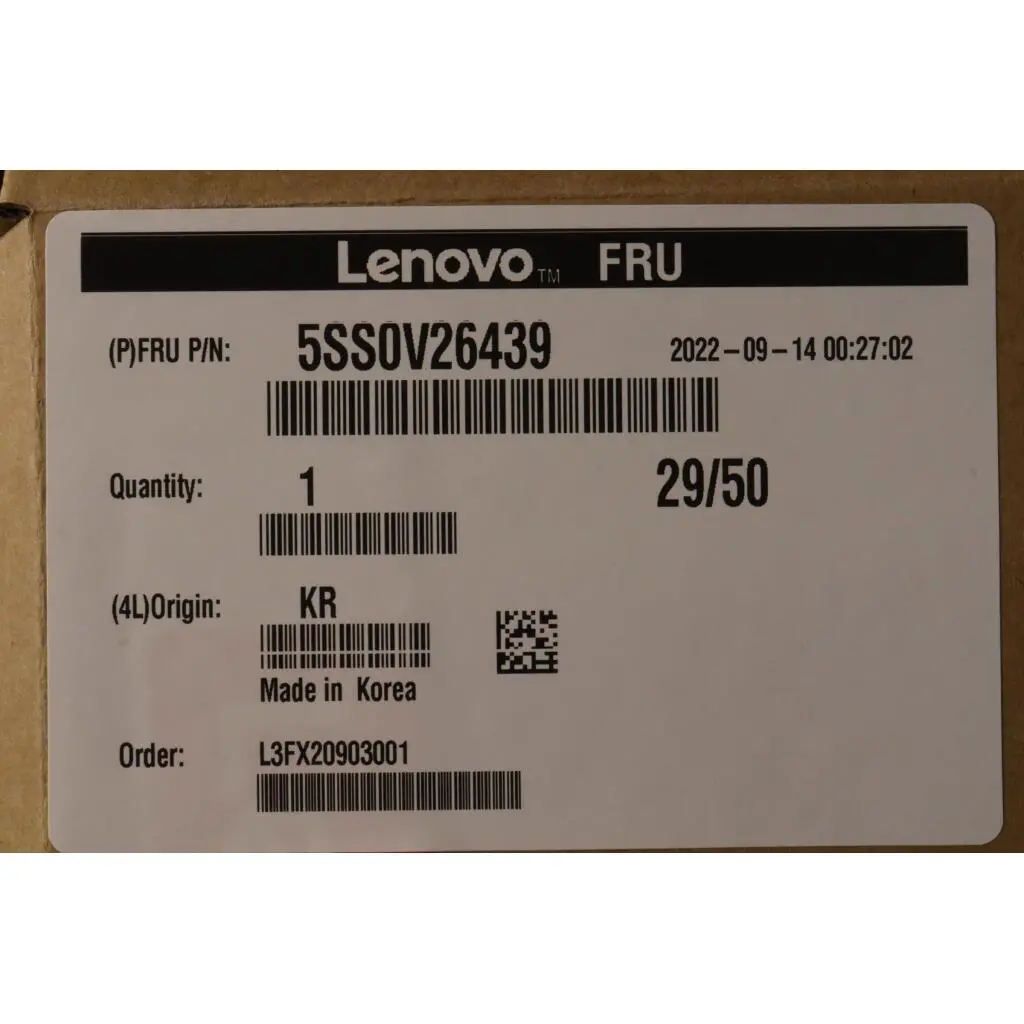 Lenovo™ FRU
(P)FRU P/N: 5SS0V26439 2022-09-14 00:27:02
Quantity: 1 29/50
(4L)Origin: KR
Made in Korea
Order: L3FX20903001